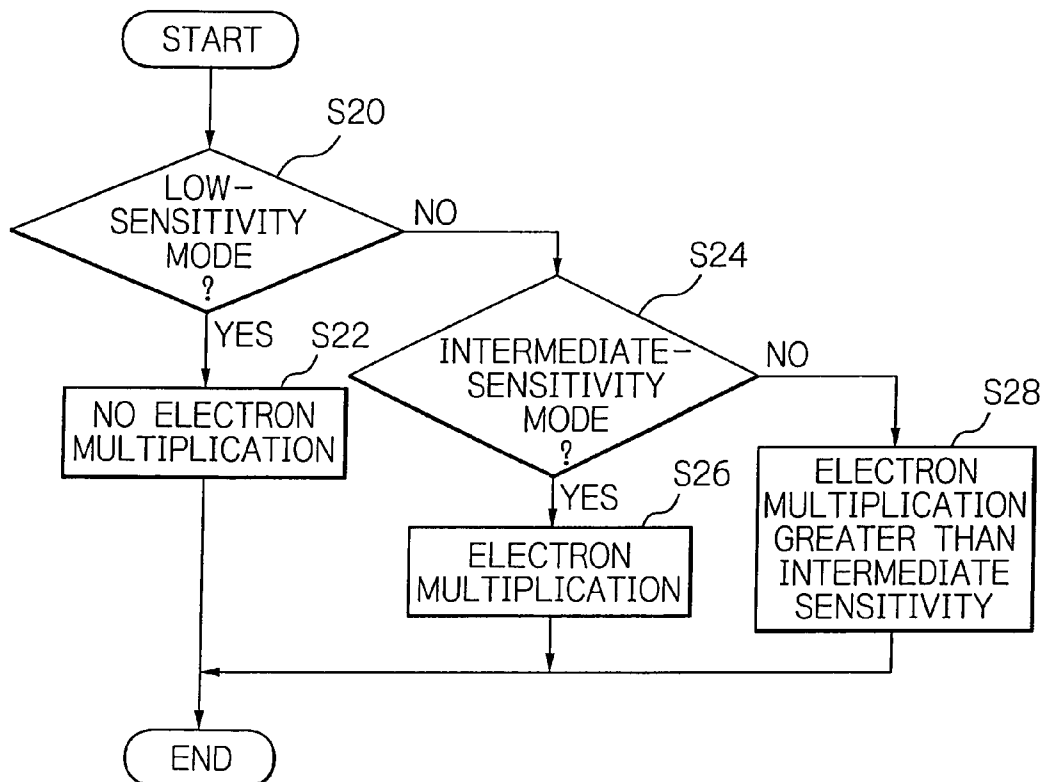 START
S20
LOW-
SENSITIVITY
MODE
?
NO
YES
S22
NO ELECTRON
MULTIPLICATION
S24
INTERMEDIATE-
SENSITIVITY
MODE
?
NO
YES
S26
ELECTRON
MULTIPLICATION
S28
ELECTRON
MULTIPLICATION
GREATER THAN
INTERMEDIATE
SENSITIVITY
END